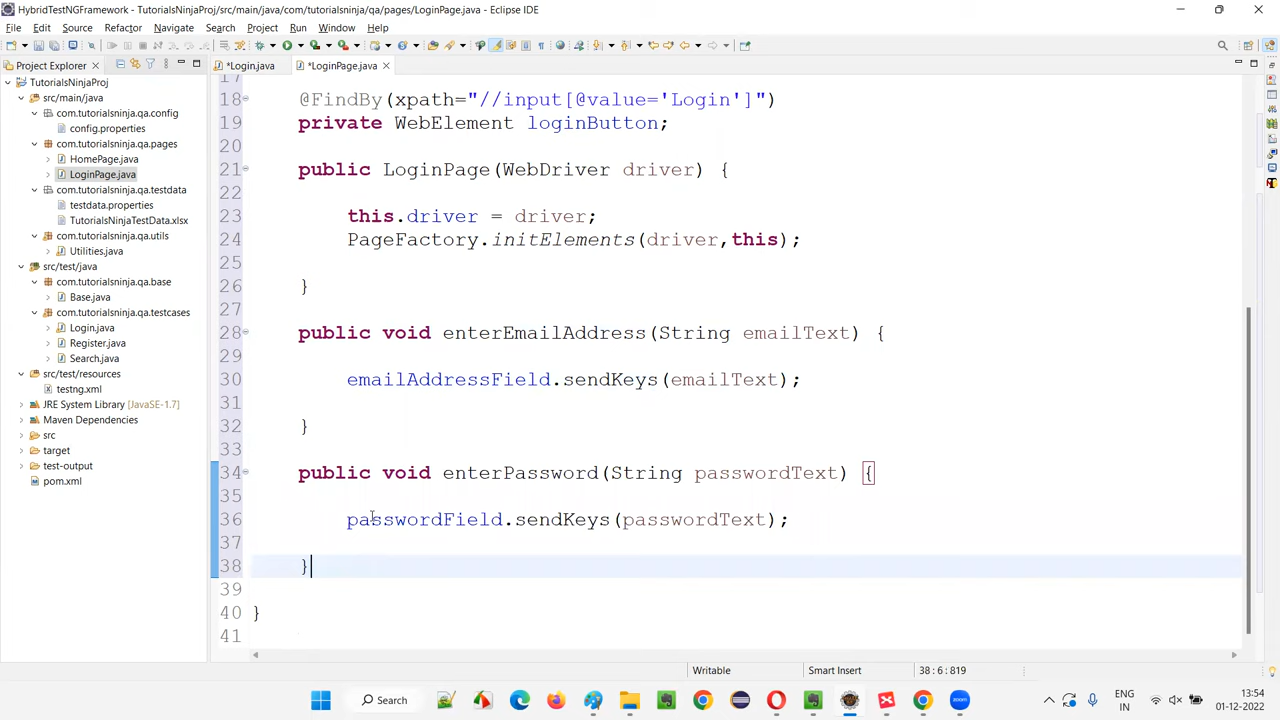 HybridTestNGFramework - TutorialsNinjaProj/src/main/java/com/tutorialsninja/qa/pages/LoginPage.java - Eclipse IDE
File Edit Source Refactor Navigate Search Project Run Window Help
Project Explorer
*Login.java
*LoginPage.java
TutorialsNinjaProj
src/main/java
com.tutorialsninja.qa.config
config.properties
com.tutorialsninja.qa.pages
HomePage.java
LoginPage.java
com.tutorialsninja.qa.testdata
testdata.properties
TutorialsNinjaTestData.xlsx
com.tutorialsninja.qa.utils
Utilities.java
src/test/java
com.tutorialsninja.qa.base
Base.java
com.tutorialsninja.qa.testcases
Login.java
Register.java
Search.java
src/test/resources
testng.xml
JRE System Library [JavaSE-1.7]
Maven Dependencies
src
target
test-output
pom.xml
17
18 @FindBy(xpath="//input[@value='Login']")
19 private WebElement loginButton;
20
21 public LoginPage(WebDriver driver) {
22
23 this.driver = driver;
24 PageFactory.initElements(driver,this);
25
26 }
27
28 public void enterEmailAddress(String emailText) {
29
30 emailAddressField.sendKeys(emailText);
31
32 }
33
34 public void enterPassword(String passwordText) {
35
36 passwordField.sendKeys(passwordText);
37
38 }
39
40 }
41
Writable Smart Insert 38 : 6 : 819
Search
ENG
IN
13:54
01-12-2022